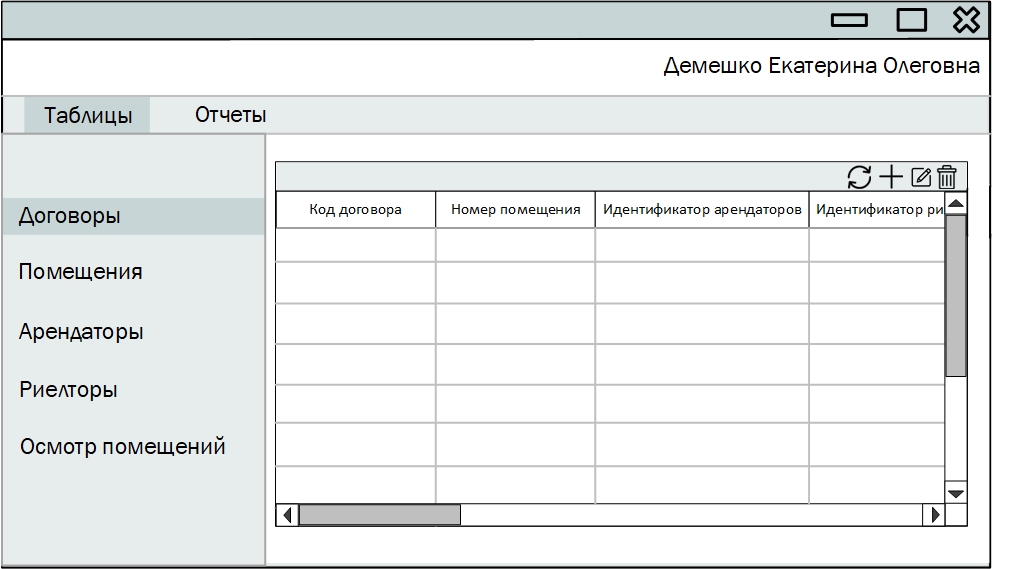 Демешко Екатерина Олеговна
Таблицы Отчеты
Договоры
Помещения
Арендаторы
Риелторы
Осмотр помещений
Код договора Номер помещения Идентификатор арендаторов Идентификатор ри